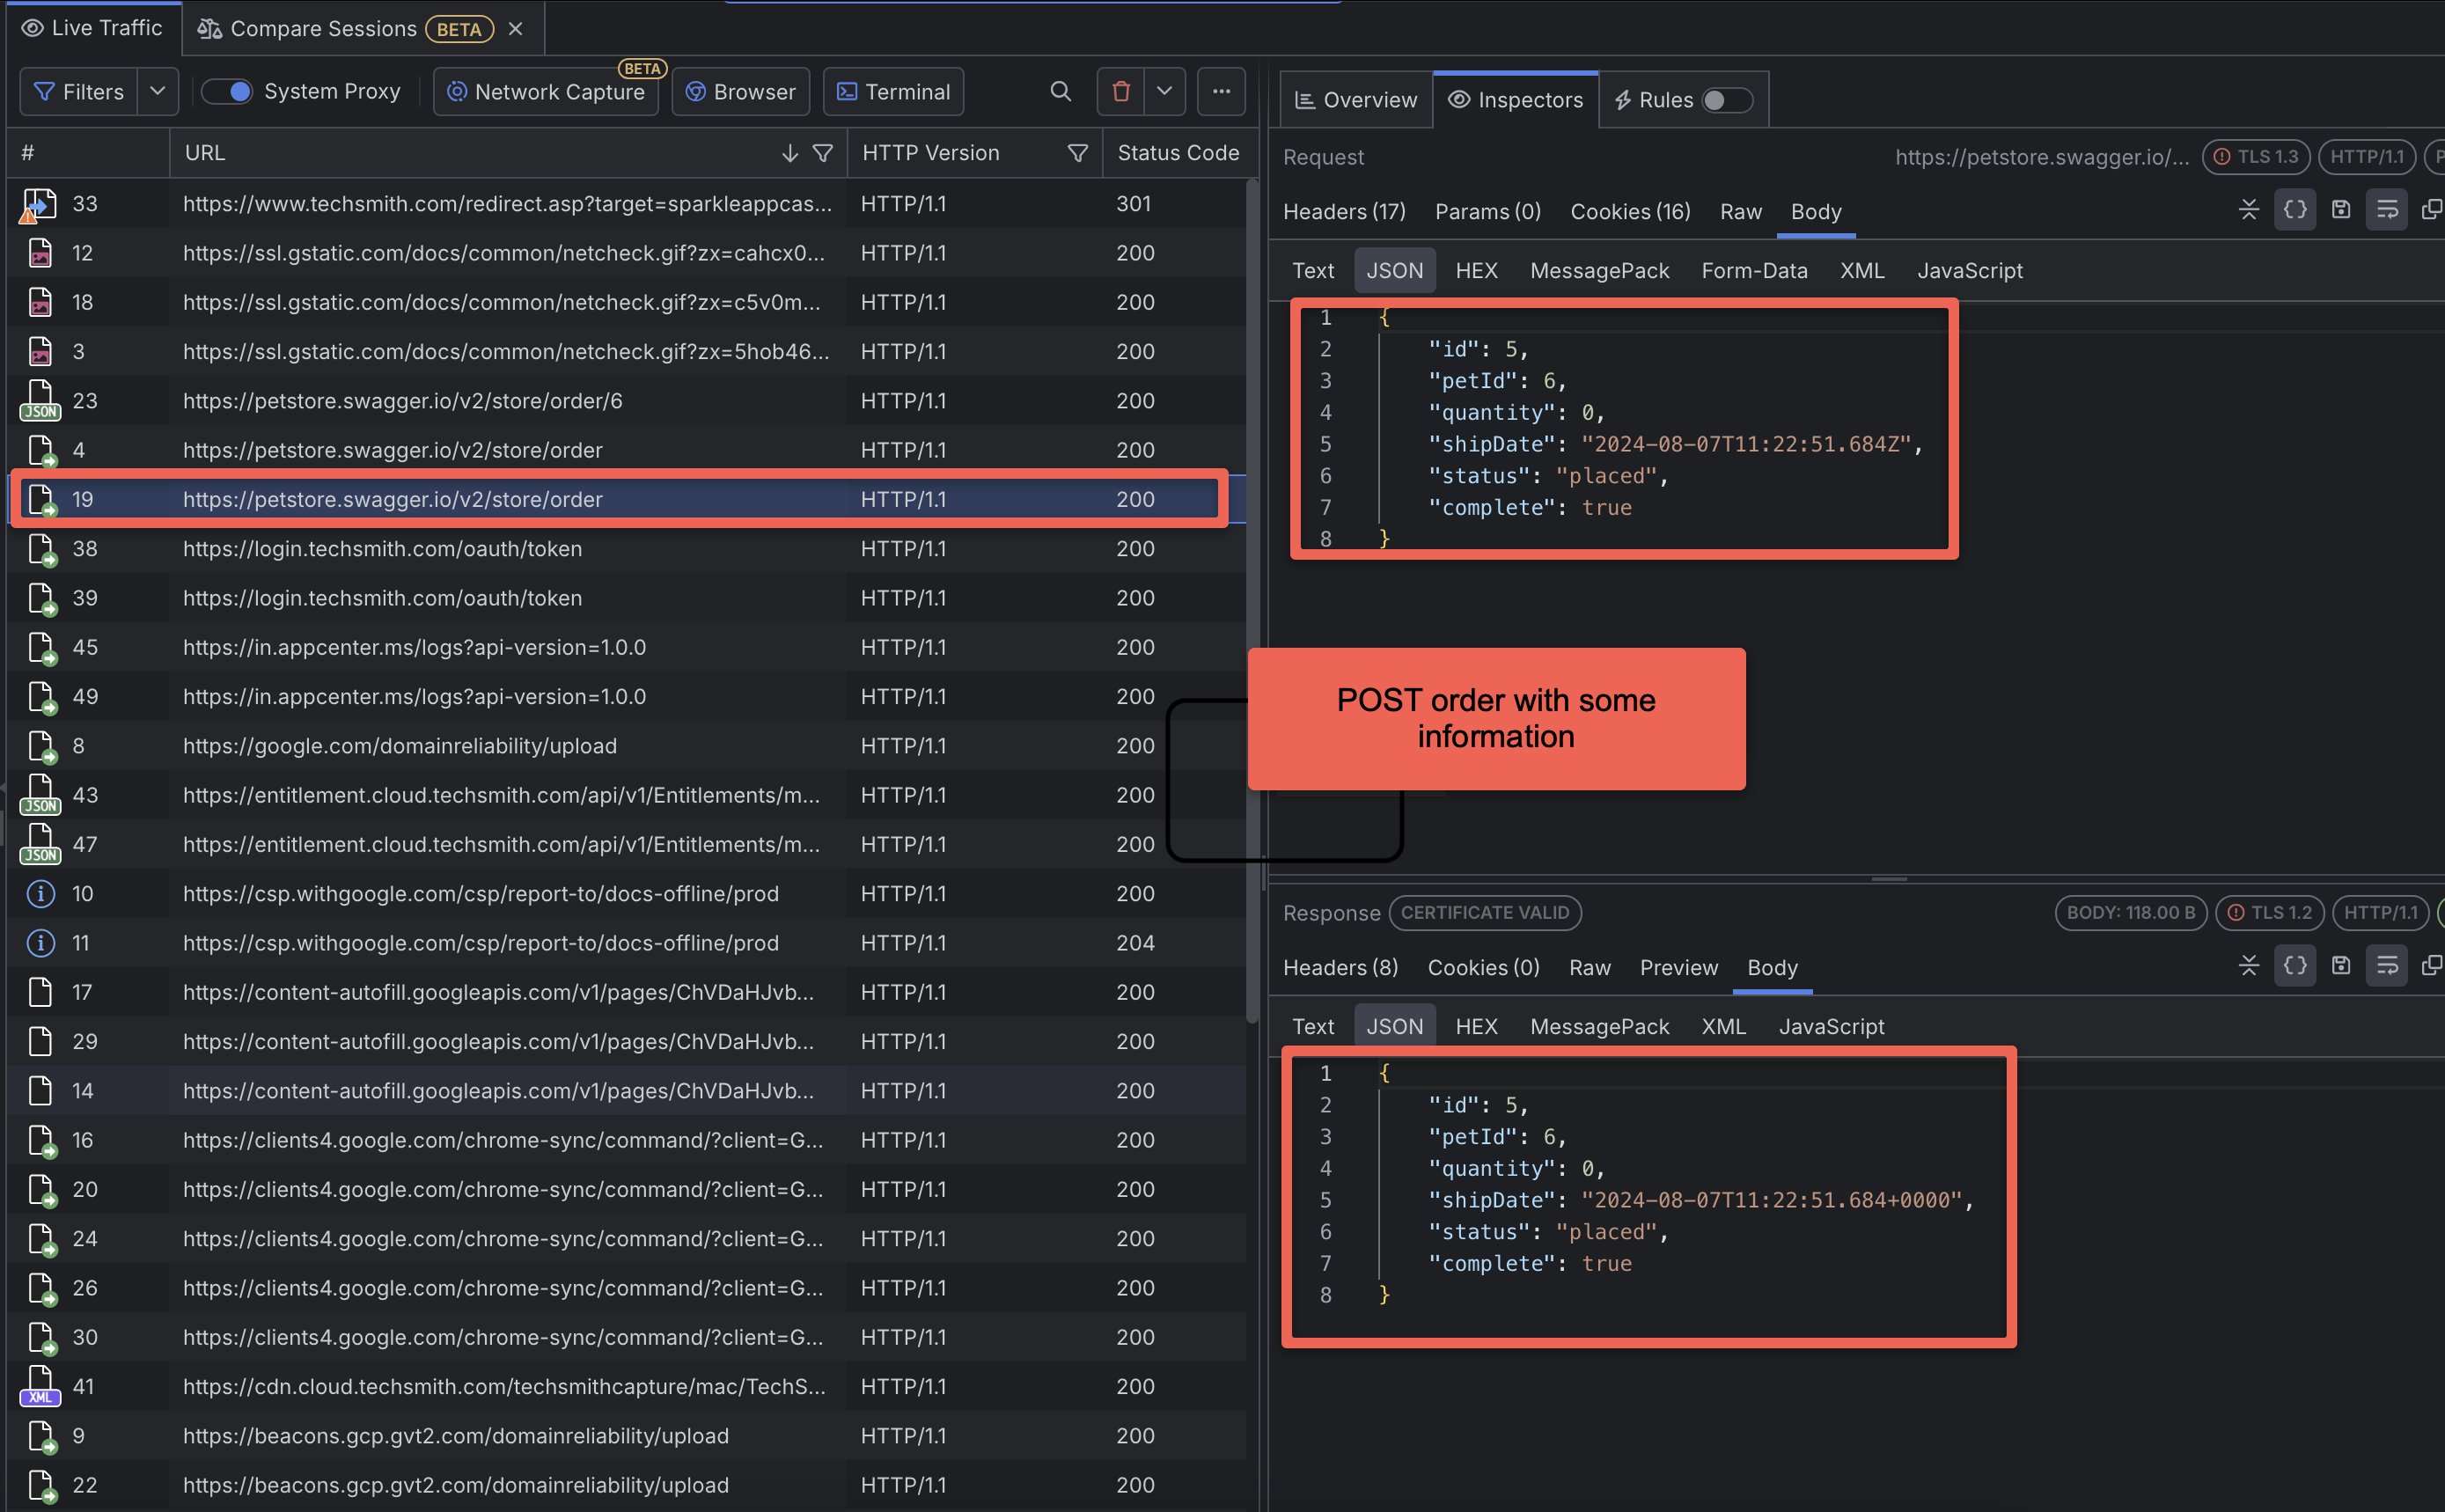 Live Traffic
Compare Sessions BETA
Filters
System Proxy
Network Capture BETA
Browser
Terminal
# URL HTTP Version Status Code
33 https://www.techsmith.com/redirect.asp?target=sparkleappcas... HTTP/1.1 301
12 https://ssl.gstatic.com/docs/common/netcheck.gif?zx=cahcx0... HTTP/1.1 200
18 https://ssl.gstatic.com/docs/common/netcheck.gif?zx=c5v0m... HTTP/1.1 200
3 https://ssl.gstatic.com/docs/common/netcheck.gif?zx=5hob46... HTTP/1.1 200
JSON 23 https://petstore.swagger.io/v2/store/order/6 HTTP/1.1 200
4 https://petstore.swagger.io/v2/store/order HTTP/1.1 200
19 https://petstore.swagger.io/v2/store/order HTTP/1.1 200
38 https://login.techsmith.com/oauth/token HTTP/1.1 200
39 https://login.techsmith.com/oauth/token HTTP/1.1 200
45 https://in.appcenter.ms/logs?api-version=1.0.0 HTTP/1.1 200
49 https://in.appcenter.ms/logs?api-version=1.0.0 HTTP/1.1 200
8 https://google.com/domainreliability/upload HTTP/1.1 200
JSON 43 https://entitlement.cloud.techsmith.com/api/v1/Entitlements/m... HTTP/1.1 200
JSON 47 https://entitlement.cloud.techsmith.com/api/v1/Entitlements/m... HTTP/1.1 200
10 https://csp.withgoogle.com/csp/report-to/docs-offline/prod HTTP/1.1 200
11 https://csp.withgoogle.com/csp/report-to/docs-offline/prod HTTP/1.1 204
17 https://content-autofill.googleapis.com/v1/pages/ChVDaHJvb... HTTP/1.1 200
29 https://content-autofill.googleapis.com/v1/pages/ChVDaHJvb... HTTP/1.1 200
14 https://content-autofill.googleapis.com/v1/pages/ChVDaHJvb... HTTP/1.1 200
16 https://clients4.google.com/chrome-sync/command/?client=G... HTTP/1.1 200
20 https://clients4.google.com/chrome-sync/command/?client=G... HTTP/1.1 200
24 https://clients4.google.com/chrome-sync/command/?client=G... HTTP/1.1 200
26 https://clients4.google.com/chrome-sync/command/?client=G... HTTP/1.1 200
30 https://clients4.google.com/chrome-sync/command/?client=G... HTTP/1.1 200
XML 41 https://cdn.cloud.techsmith.com/techsmithcapture/mac/TechS... HTTP/1.1 200
9 https://beacons.gcp.gvt2.com/domainreliability/upload HTTP/1.1 200
22 https://beacons.gcp.gvt2.com/domainreliability/upload HTTP/1.1 200
Overview
Inspectors
Rules
Request https://petstore.swagger.io/... TLS 1.3 HTTP/1.1 P
Headers (17) Params (0) Cookies (16) Raw Body
Text JSON HEX MessagePack Form-Data XML JavaScript
1 {
2 "id": 5,
3 "petId": 6,
4 "quantity": 0,
5 "shipDate": "2024-08-07T11:22:51.684Z",
6 "status": "placed",
7 "complete": true
8 }
POST order with some
information
Response CERTIFICATE VALID BODY: 118.00 B TLS 1.2 HTTP/1.1
Headers (8) Cookies (0) Raw Preview Body
Text JSON HEX MessagePack XML JavaScript
1 {
2 "id": 5,
3 "petId": 6,
4 "quantity": 0,
5 "shipDate": "2024-08-07T11:22:51.684+0000",
6 "status": "placed",
7 "complete": true
8 }